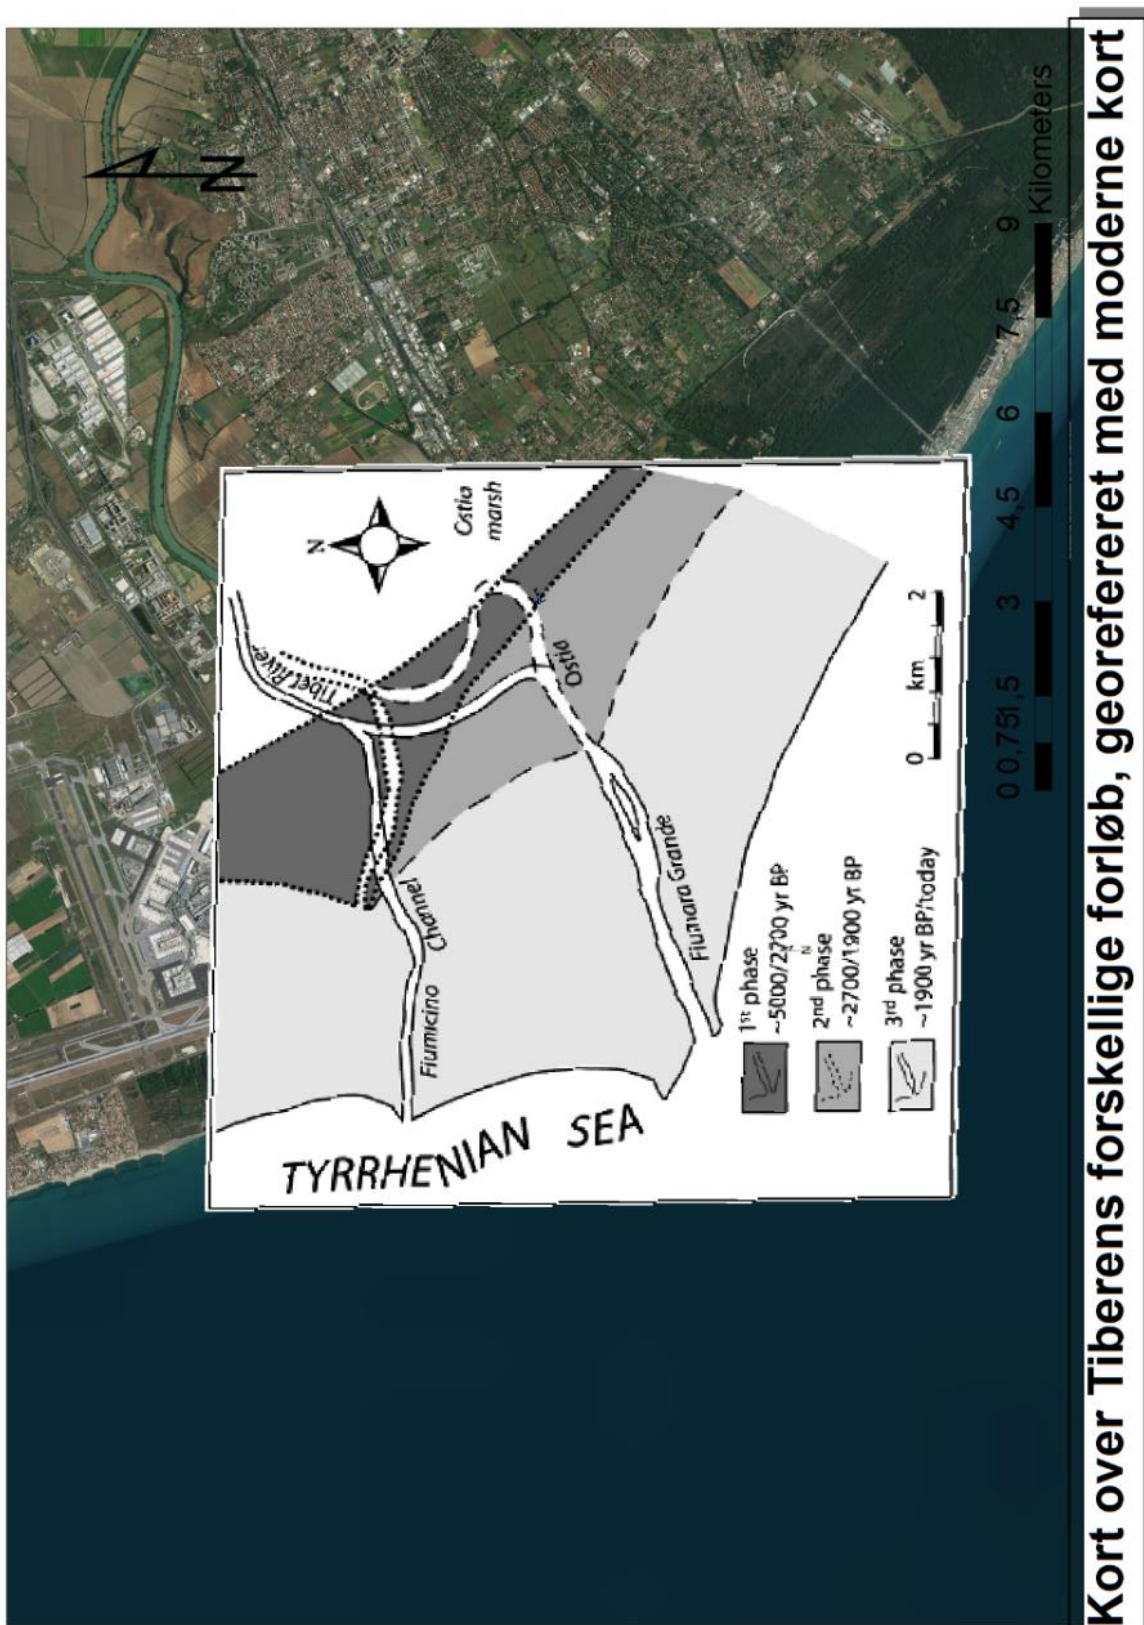 Kort over Tiberens forskellige forløb, georefereret med moderne kort
N
0 0,75 1,5 3 4,5 6 7,5 9
Kilometers
N
Ostia
marsh
Tiber River
Ostia
Fiumicino Channel
Fiumara Grande
TYRRHENIAN SEA
1st phase
~5000/2700 yr BP
N
2nd phase
~2700/1900 yr BP
3rd phase
~1900 yr BP/today
0 km 2